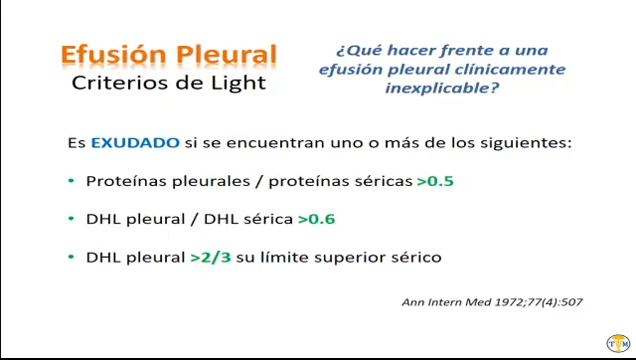 Efusión Pleural
Criterios de Light
¿Qué hacer frente a una
efusión pleural clínicamente
inexplicable?
Es EXUDADO si se encuentran uno o más de los siguientes:
• Proteínas pleurales / proteínas séricas >0.5
• DHL pleural / DHL sérica >0.6
• DHL pleural >2/3 su límite superior sérico
Ann Intern Med 1972;77(4):507
TM